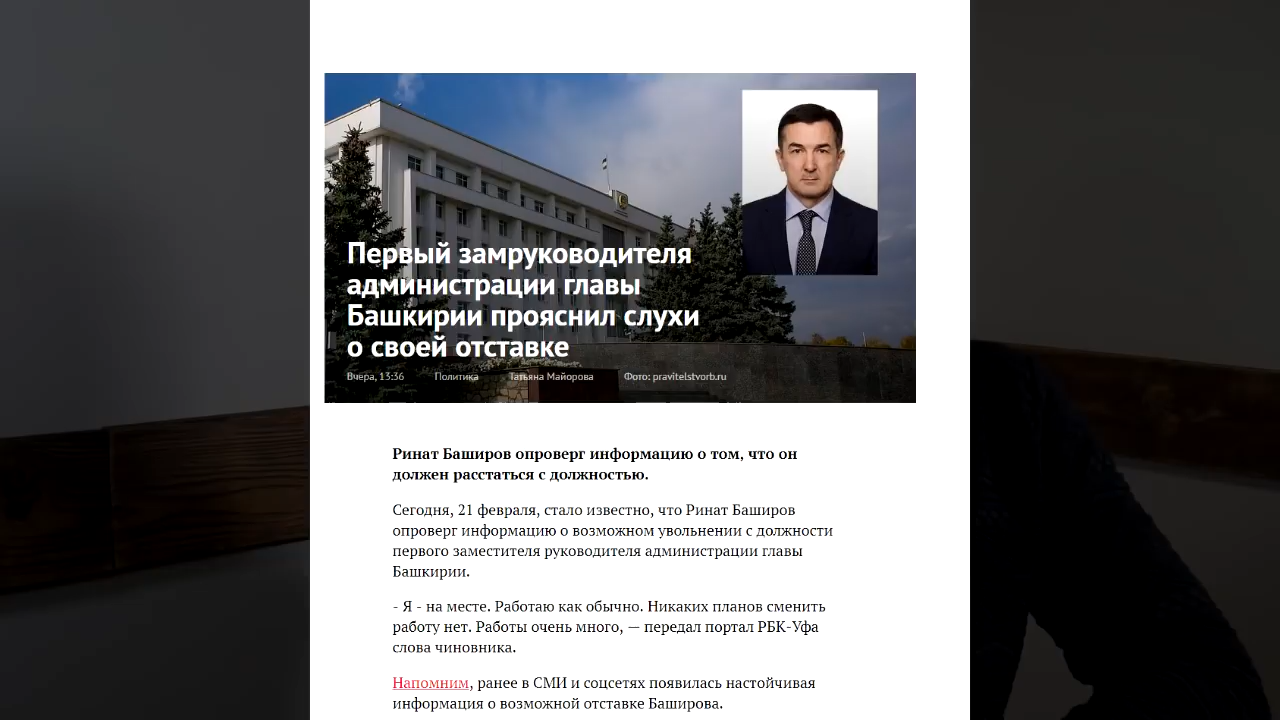 Первый замруководителя
администрации главы
Башкирии прояснил слухи
о своей отставке
Вчера, 13:36 Политика Татьяна Майорова Фото: pravitelstvorb.ru
Ринат Баширов опроверг информацию о том, что он
должен расстаться с должностью.
Сегодня, 21 февраля, стало известно, что Ринат Баширов
опроверг информацию о возможном увольнении с должности
первого заместителя руководителя администрации главы
Башкирии.
- Я - на месте. Работаю как обычно. Никаких планов сменить
работу нет. Работы очень много, — передал портал РБК-Уфа
слова чиновника.
Напомним, ранее в СМИ и соцсетях появилась настойчивая
информация о возможной отставке Баширова.